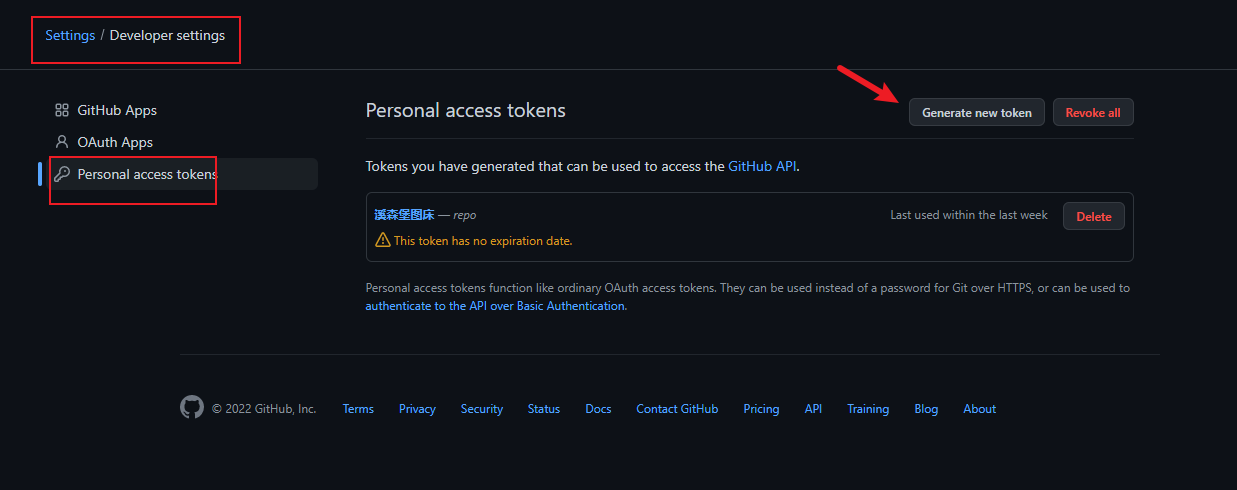 Settings / Developer settings
GitHub Apps
OAuth Apps
Personal access tokens
Personal access tokens
Generate new token
Revoke all
Tokens you have generated that can be used to access the GitHub API.
溪森堡图床 — repo
Last used within the last week
Delete
This token has no expiration date.
Personal access tokens function like ordinary OAuth access tokens. They can be used instead of a password for Git over HTTPS, or can be used to
authenticate to the API over Basic Authentication.
© 2022 GitHub, Inc.
Terms
Privacy
Security
Status
Docs
Contact GitHub
Pricing
API
Training
Blog
About